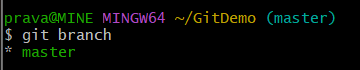 prava@MINE MINGW64 ~/GitDemo (master)
$ git branch
* master